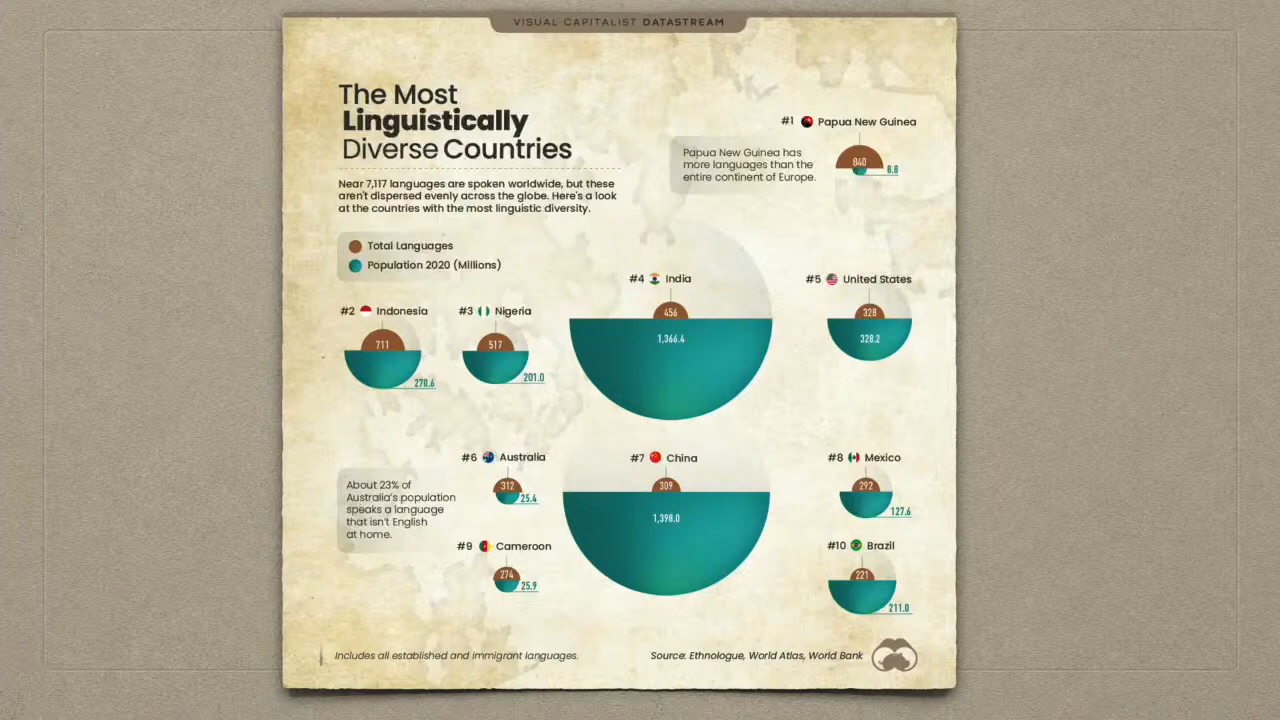 VISUAL CAPITALIST DATASTREAM
The Most
Linguistically
Diverse Countries
Near 7,117 languages are spoken worldwide, but these
aren't dispersed evenly across the globe. Here's a look
at the countries with the most linguistic diversity.
Total Languages
Population 2020 (Millions)
#1 Papua New Guinea
Papua New Guinea has
more languages than the
entire continent of Europe.
840
0.8
#2 Indonesia
711
270.6
#3 Nigeria
517
201.0
#4 India
456
1,366.4
#5 United States
328
328.2
#6 Australia
312
25.4
About 23% of
Australia's population
speaks a language
that isn't English
at home.
#7 China
309
1,398.0
#8 Mexico
292
127.6
#9 Cameroon
274
25.9
#10 Brazil
221
211.0
Includes all established and immigrant languages.
Source: Ethnologue, World Atlas, World Bank